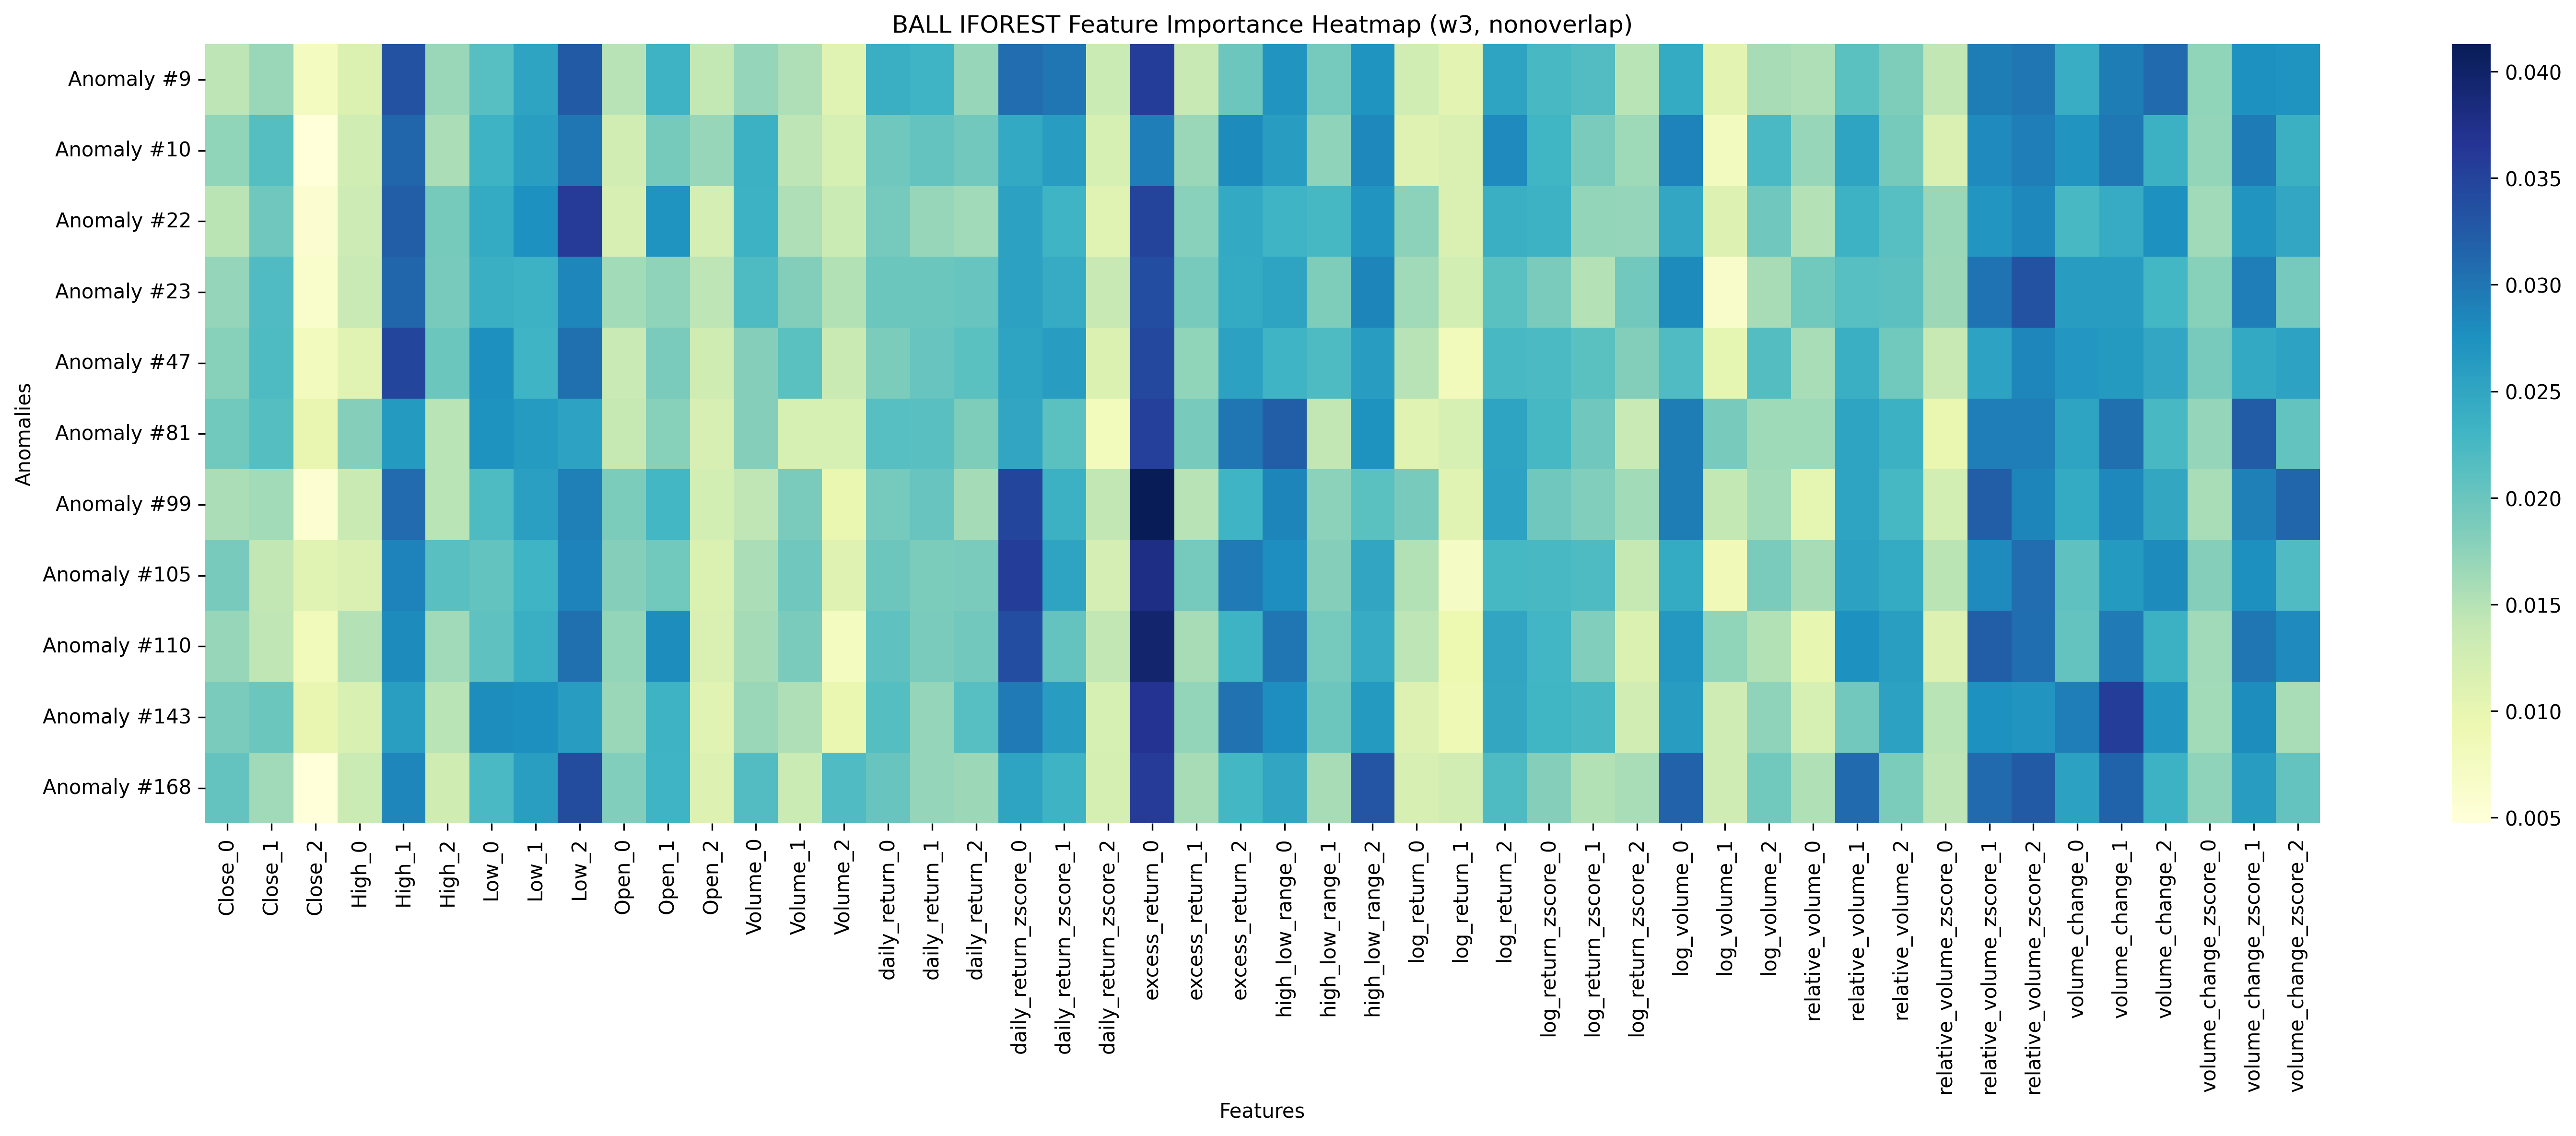 BALL IFOREST Feature Importance Heatmap (w3, nonoverlap)
Anomalies
Anomaly #9
Anomaly #10
Anomaly #22
Anomaly #23
Anomaly #47
Anomaly #81
Anomaly #99
Anomaly #105
Anomaly #110
Anomaly #143
Anomaly #168
Close_0
Close_1
Close_2
High_0
High_1
High_2
Low_0
Low_1
Low_2
Open_0
Open_1
Open_2
Volume_0
Volume_1
Volume_2
daily_return_0
daily_return_1
daily_return_2
daily_return_zscore_0
daily_return_zscore_1
daily_return_zscore_2
excess_return_0
excess_return_1
excess_return_2
high_low_range_0
high_low_range_1
high_low_range_2
log_return_0
log_return_1
log_return_2
log_return_zscore_0
log_return_zscore_1
log_return_zscore_2
log_volume_0
log_volume_1
log_volume_2
relative_volume_0
relative_volume_1
relative_volume_2
relative_volume_zscore_0
relative_volume_zscore_1
relative_volume_zscore_2
volume_change_0
volume_change_1
volume_change_2
volume_change_zscore_0
volume_change_zscore_1
volume_change_zscore_2
Features
0.040
0.035
0.030
0.025
0.020
0.015
0.010
0.005